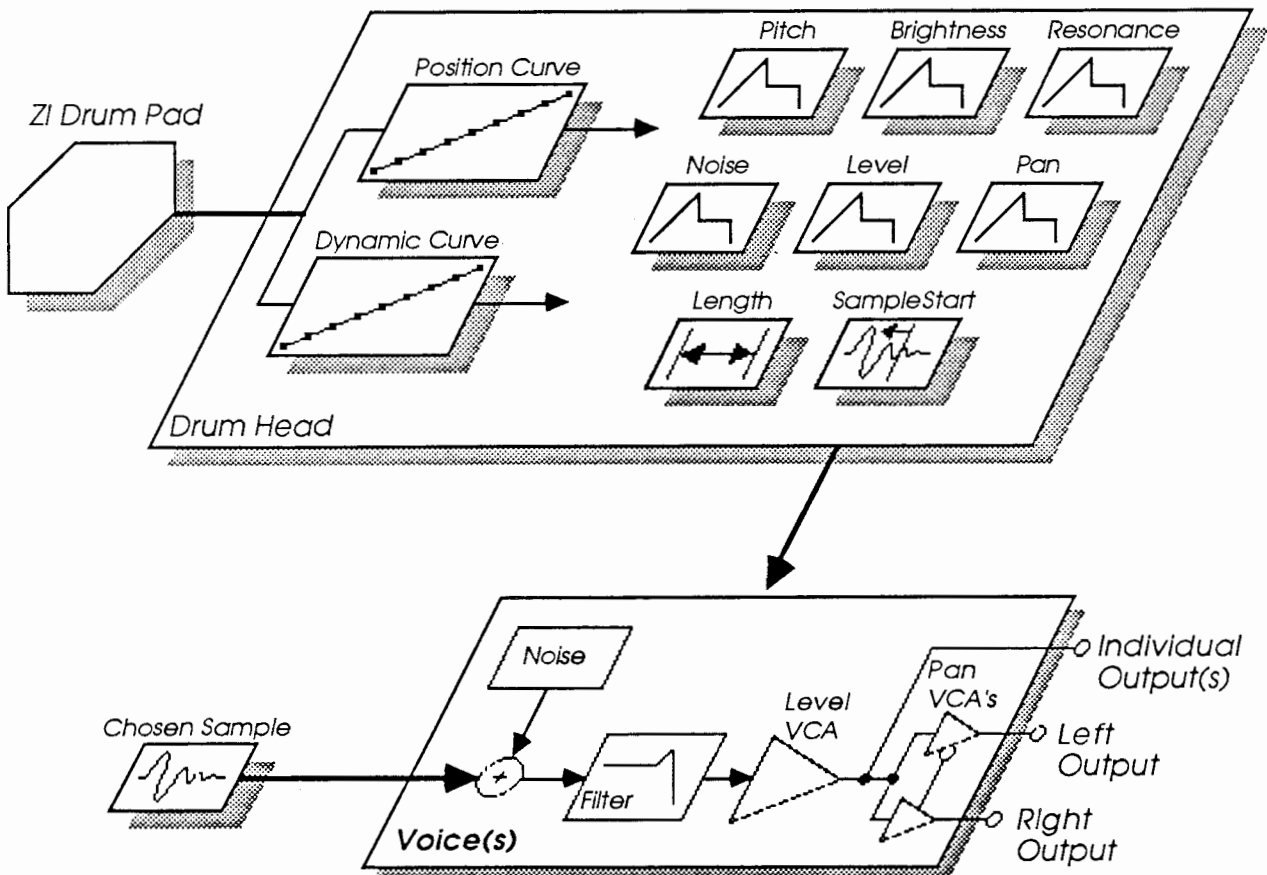 Pitch
Brightness
Resonance
Position Curve
ZI Drum Pad
Noise
Level
Pan
Dynamic Curve
Length
SampleStart
Drum Head
Noise
Individual
Output(s)
Pan
VCA's
Level
VCA
Chosen Sample
Left
Output
Filter
+
Voice(s)
Right
Output